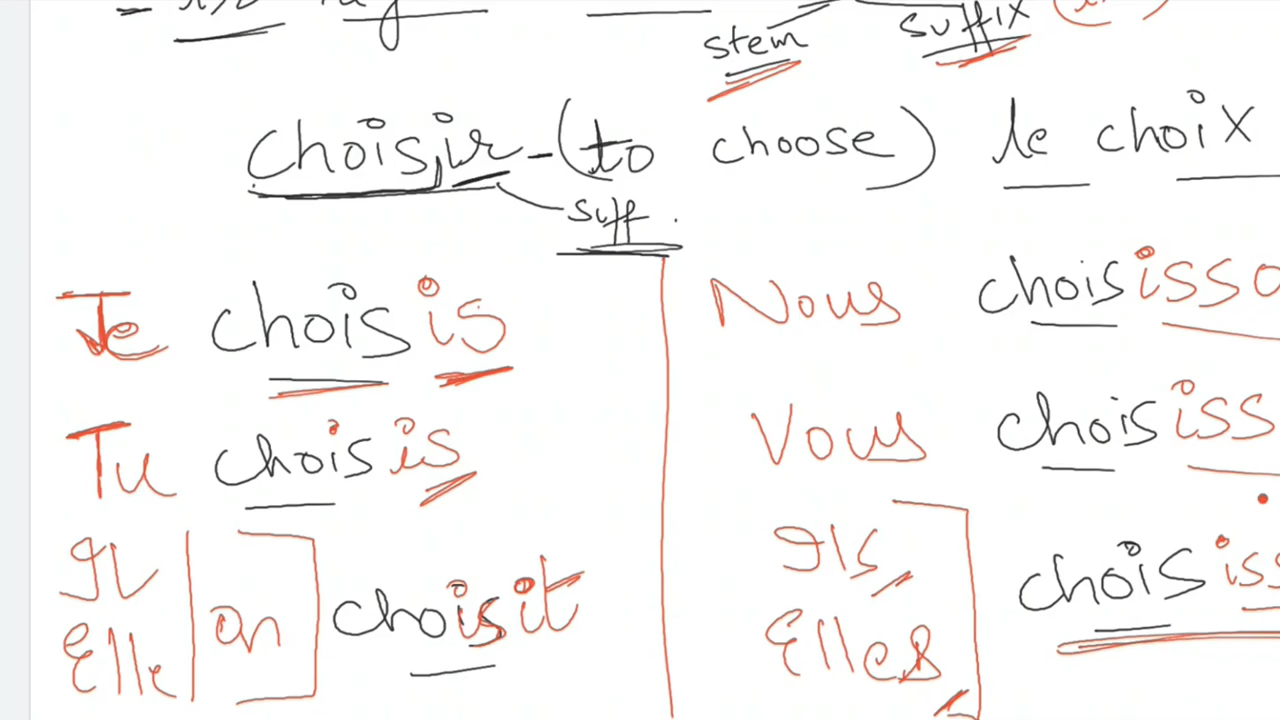 stem suffix
choisir - (to choose) le choix
suff.
Je choisis
Tu choisis
Il
Elle
on
choisit
Nous choisisso
Vous choisiss
Ils
Elles
choisiss